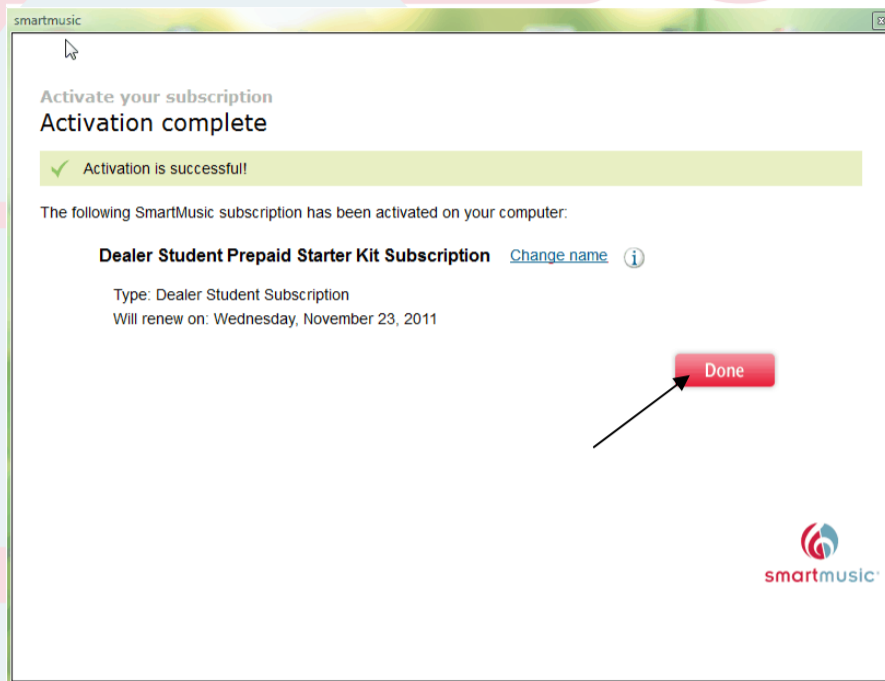 smartmusic
Activate your subscription
Activation complete
Activation is successful!
The following SmartMusic subscription has been activated on your computer:
Dealer Student Prepaid Starter Kit Subscription Change name i
Type: Dealer Student Subscription
Will renew on: Wednesday, November 23, 2011
Done
smartmusic